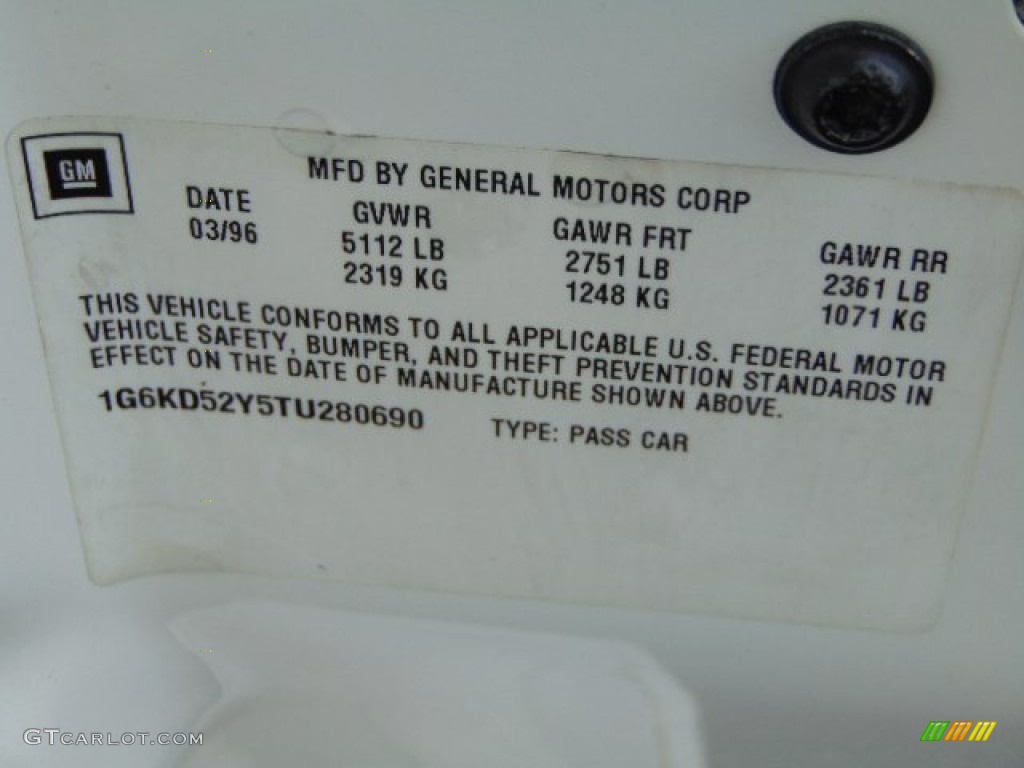 GM
MFD BY GENERAL MOTORS CORP
DATE GVWR GAWR FRT GAWR RR
03/96 5112 LB 2751 LB 2361 LB
2319 KG 1248 KG 1071 KG
THIS VEHICLE CONFORMS TO ALL APPLICABLE U.S. FEDERAL MOTOR
VEHICLE SAFETY, BUMPER, AND THEFT PREVENTION STANDARDS IN
EFFECT ON THE DATE OF MANUFACTURE SHOWN ABOVE.
1G6KD52Y5TU280690 TYPE: PASS CAR
GTCARLOT.COM